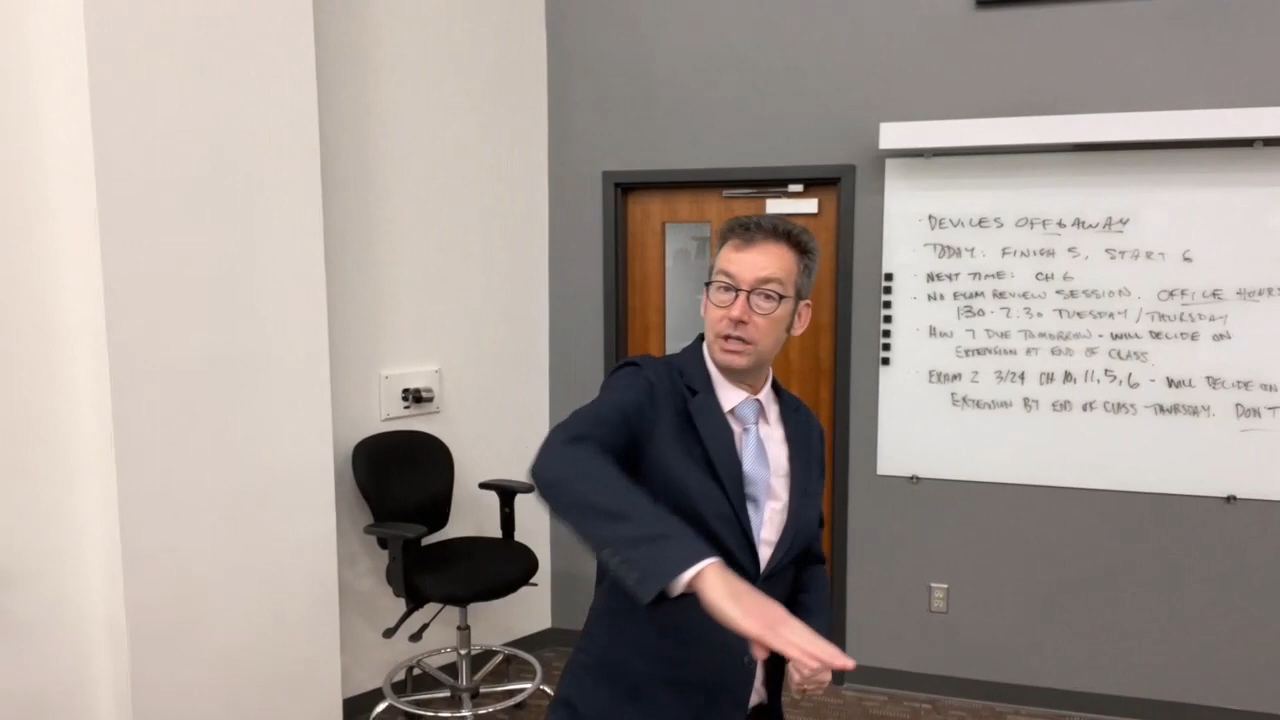 · DEVICES OFF & AWAY
· TODAY: FINISH 5, START 6
· NEXT TIME: CH 6
· NO EXAM REVIEW SESSION. OFFICE HOURS
1:30-2:30 TUESDAY / THURSDAY
· HW 7 DUE TOMORROW - WILL DECIDE ON
EXTENSION AT END OF CLASS.
· EXAM 2 3/24 CH 10, 11, 5, 6 - WILL DECIDE ON
EXTENSION BY END OF CLASS THURSDAY. DON'T